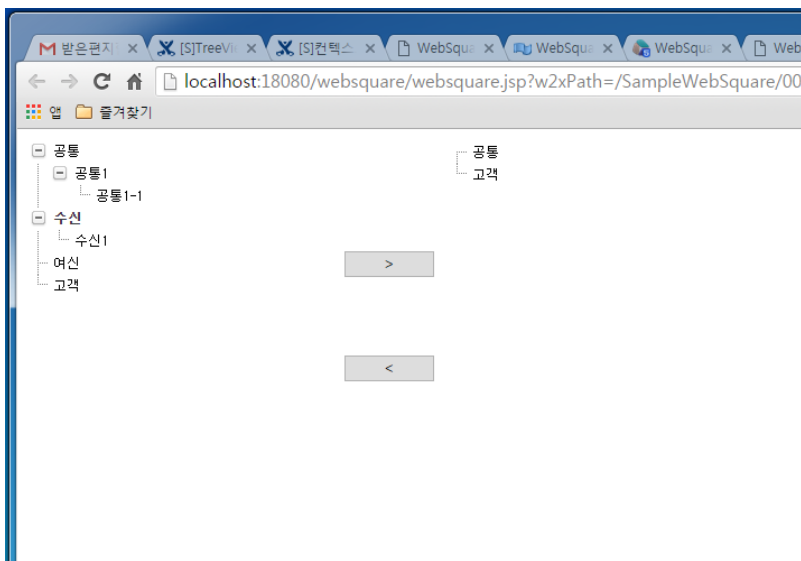 받은편지 [S]TreeVi [S]컨텍스 WebSqua WebSqua WebSqua Web
localhost:18080/websquare/websquare.jsp?w2xPath=/SampleWebSquare/00
앱 즐겨찾기
공통
공통1
공통1-1
수신
수신1
여신
고객
>
<
공통
고객